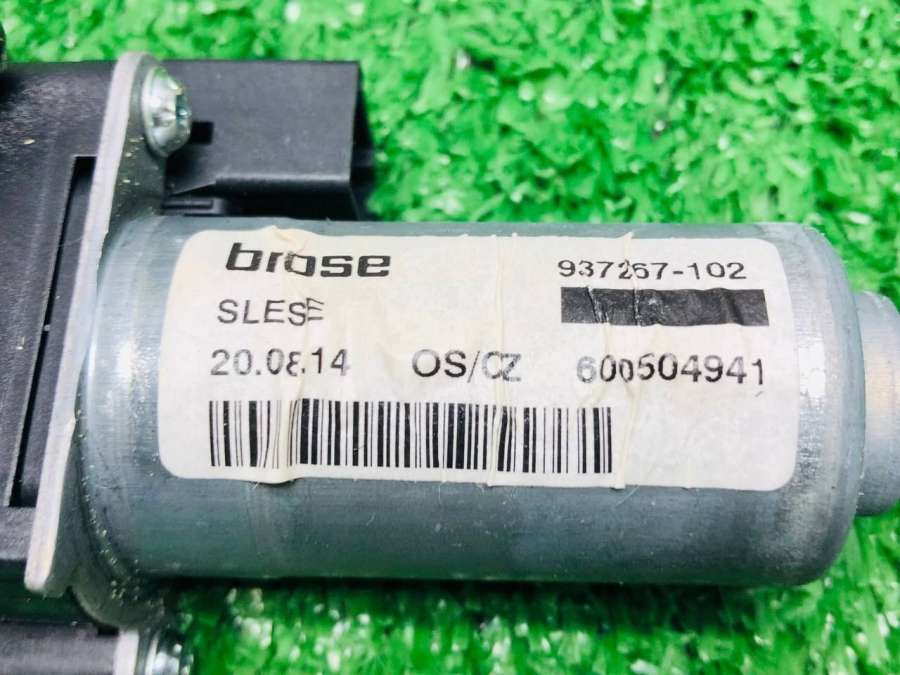 brose
937267-102
SLESE
20.08.14 OS/CZ 600504941